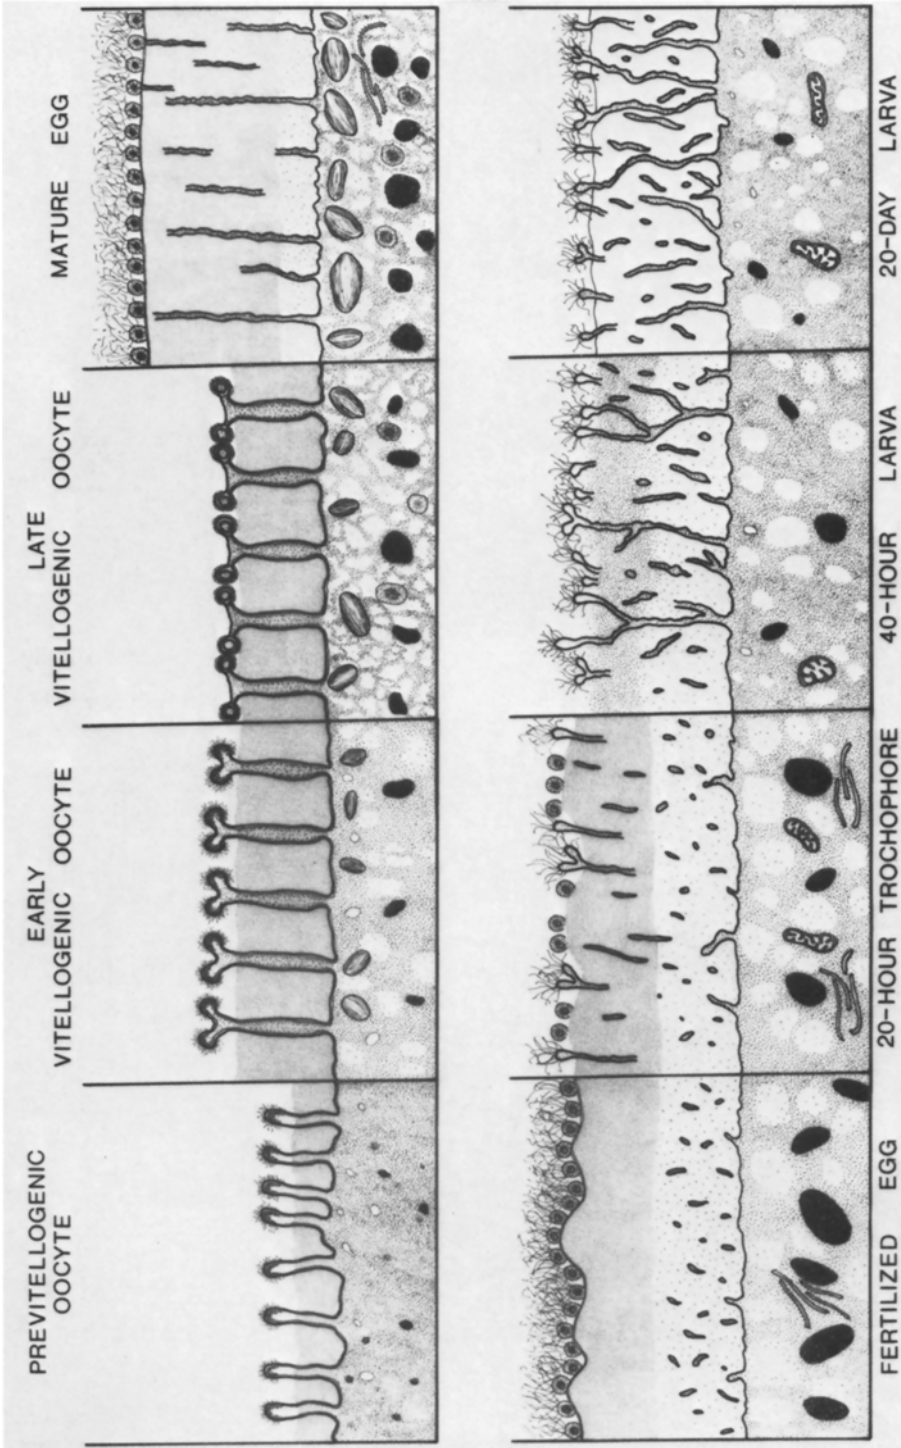 PREVITELLOGENIC
OOCYTE
EARLY
VITELLOGENIC OOCYTE
LATE
VITELLOGENIC OOCYTE
MATURE EGG
FERTILIZED EGG
20-HOUR TROCHOPHORE
40-HOUR LARVA
20-DAY LARVA